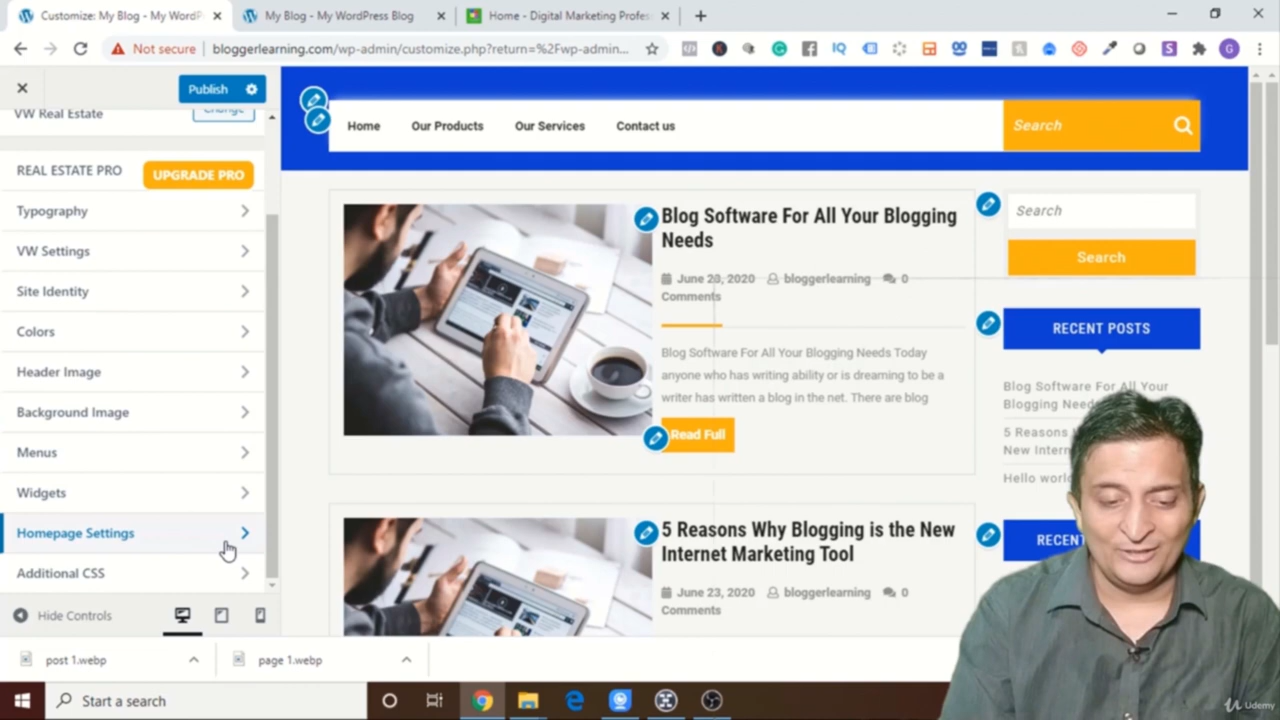 Customize: My Blog - My WordP
My Blog - My WordPress Blog
Home - Digital Marketing Profes
Not secure
bloggerlearning.com/wp-admin/customize.php?return=%2Fwp-admin...
IQ
S
G
Publish
VW Real Estate
Change
REAL ESTATE PRO
UPGRADE PRO
Typography
VW Settings
Site Identity
Colors
Header Image
Background Image
Menus
Widgets
Homepage Settings
Additional CSS
Hide Controls
Home
Our Products
Our Services
Contact us
Search
Blog Software For All Your Blogging
Needs
June 23, 2020
bloggerlearning
0
Comments
Blog Software For All Your Blogging Needs Today
anyone who has writing ability or is dreaming to be a
writer has written a blog in the net. There are blog
Read Full
5 Reasons Why Blogging is the New
Internet Marketing Tool
June 23, 2020
bloggerlearning
0
Comments
Search
Search
RECENT POSTS
Blog Software For All Your
Blogging Needs
5 Reasons
New Intern
Hello world
RECENT
post 1.webp
page 1.webp
Start a search
Udemy